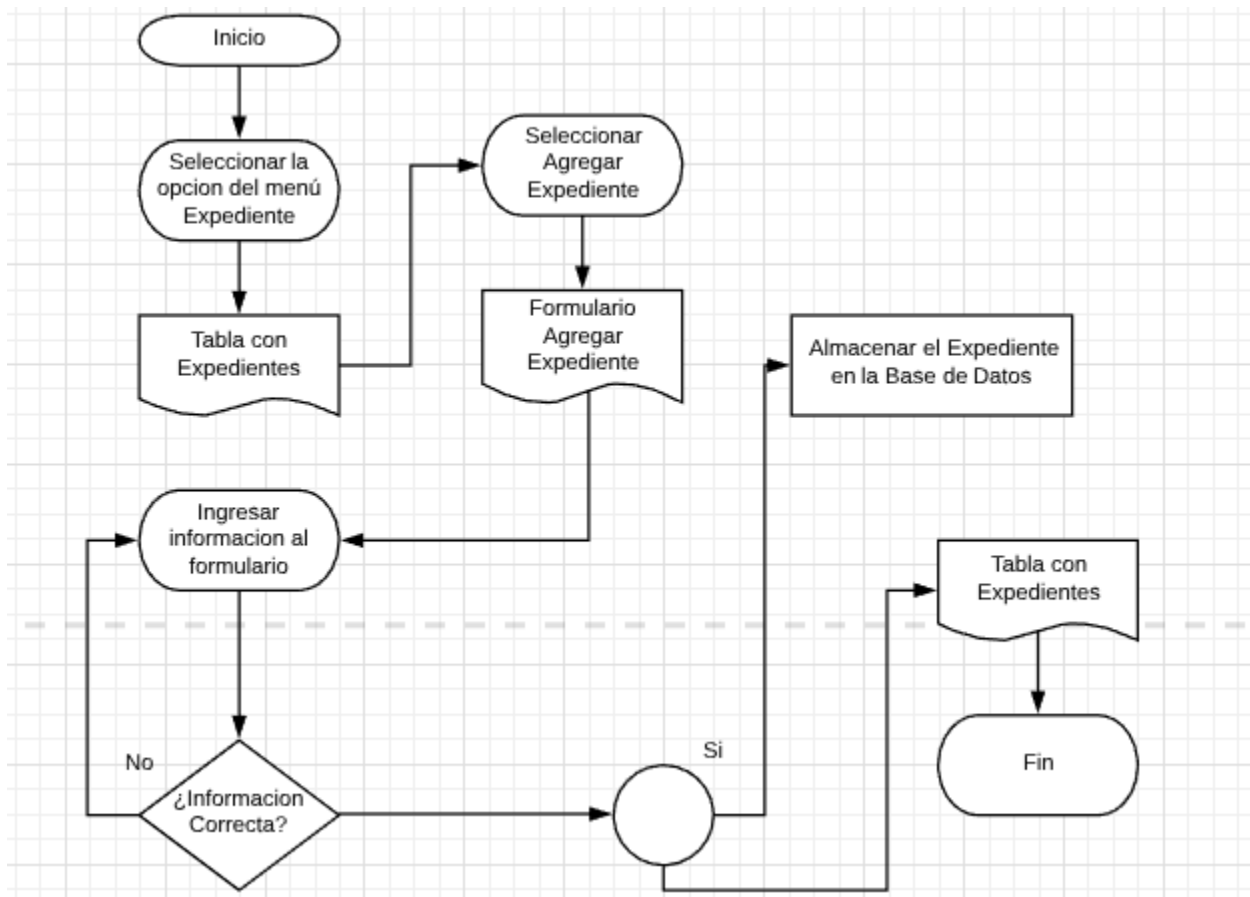 Inicio
Seleccionar la
opcion del menú
Expediente
Tabla con
Expedientes
Seleccionar
Agregar
Expediente
Formulario
Agregar
Expediente
Ingresar
informacion al
formulario
No
¿Informacion
Correcta?
Si
Almacenar el Expediente
en la Base de Datos
Tabla con
Expedientes
Fin